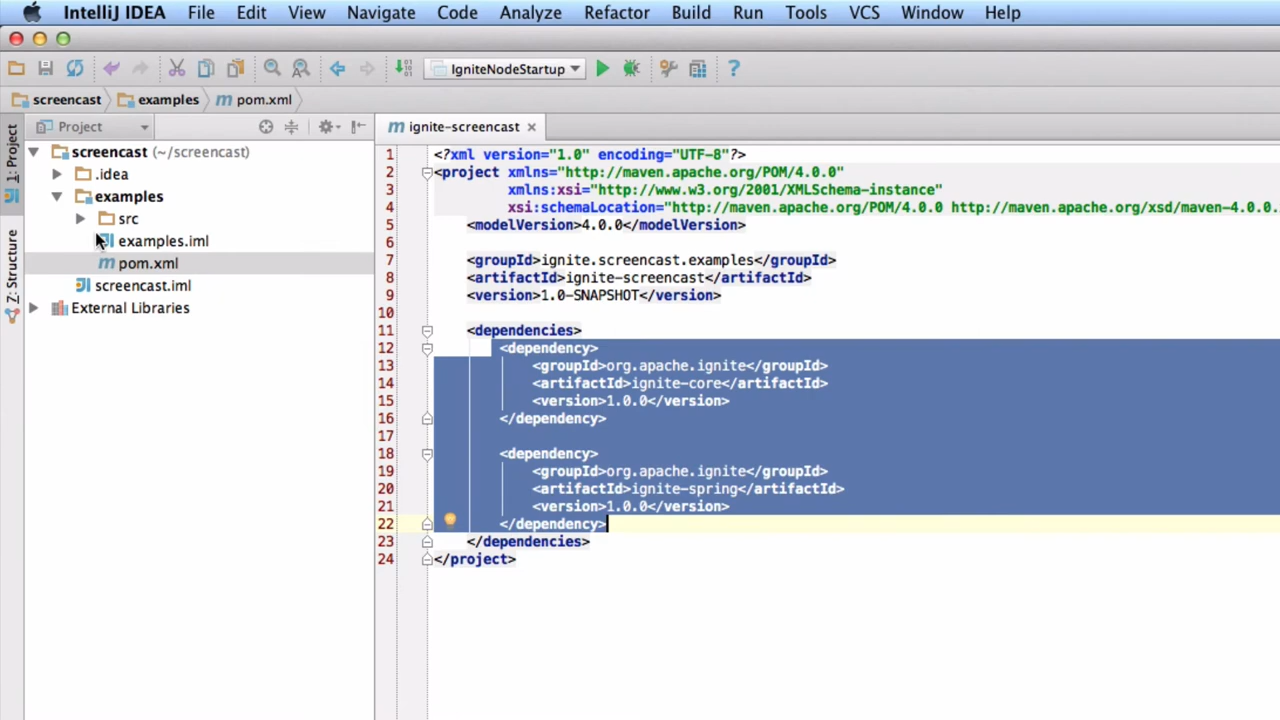 IntelliJ IDEA File Edit View Navigate Code Analyze Refactor Build Run Tools VCS Window Help
IgniteNodeStartup
screencast examples pom.xml
Project
1: Project
Z: Structure
screencast (~/screencast)
.idea
examples
src
examples.iml
pom.xml
screencast.iml
External Libraries
ignite-screencast
1 <?xml version="1.0" encoding="UTF-8"?>
2 <project xmlns="http://maven.apache.org/POM/4.0.0"
3 xmlns:xsi="http://www.w3.org/2001/XMLSchema-instance"
4 xsi:schemaLocation="http://maven.apache.org/POM/4.0.0 http://maven.apache.org/xsd/maven-4.0.0.
5 <modelVersion>4.0.0</modelVersion>
6
7 <groupId>ignite.screencast.examples</groupId>
8 <artifactId>ignite-screencast</artifactId>
9 <version>1.0-SNAPSHOT</version>
10
11 <dependencies>
12 <dependency>
13 <groupId>org.apache.ignite</groupId>
14 <artifactId>ignite-core</artifactId>
15 <version>1.0.0</version>
16 </dependency>
17
18 <dependency>
19 <groupId>org.apache.ignite</groupId>
20 <artifactId>ignite-spring</artifactId>
21 <version>1.0.0</version>
22 </dependency>
23 </dependencies>
24 </project>